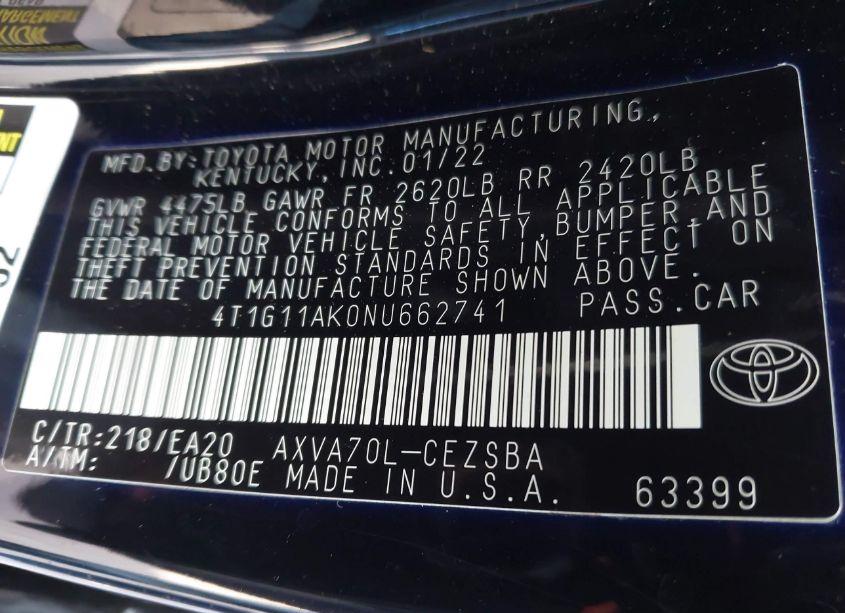 MFD.BY:TOYOTA MOTOR MANUFACTURING,
KENTUCKY, INC. 01/22
GVWR 4475LB GAWR FR 2620LB RR 2420LB
THIS VEHICLE CONFORMS TO ALL APPLICABLE
FEDERAL MOTOR VEHICLE SAFETY, BUMPER, AND
THEFT PREVENTION STANDARDS IN EFFECT ON
THE DATE OF MANUFACTURE SHOWN ABOVE.
4T1G11AK0NU662741 PASS.CAR
C/TR:218/EA20 AXVA70L-CEZSBA
A/TM: /UB80E MADE IN U.S.A. 63399